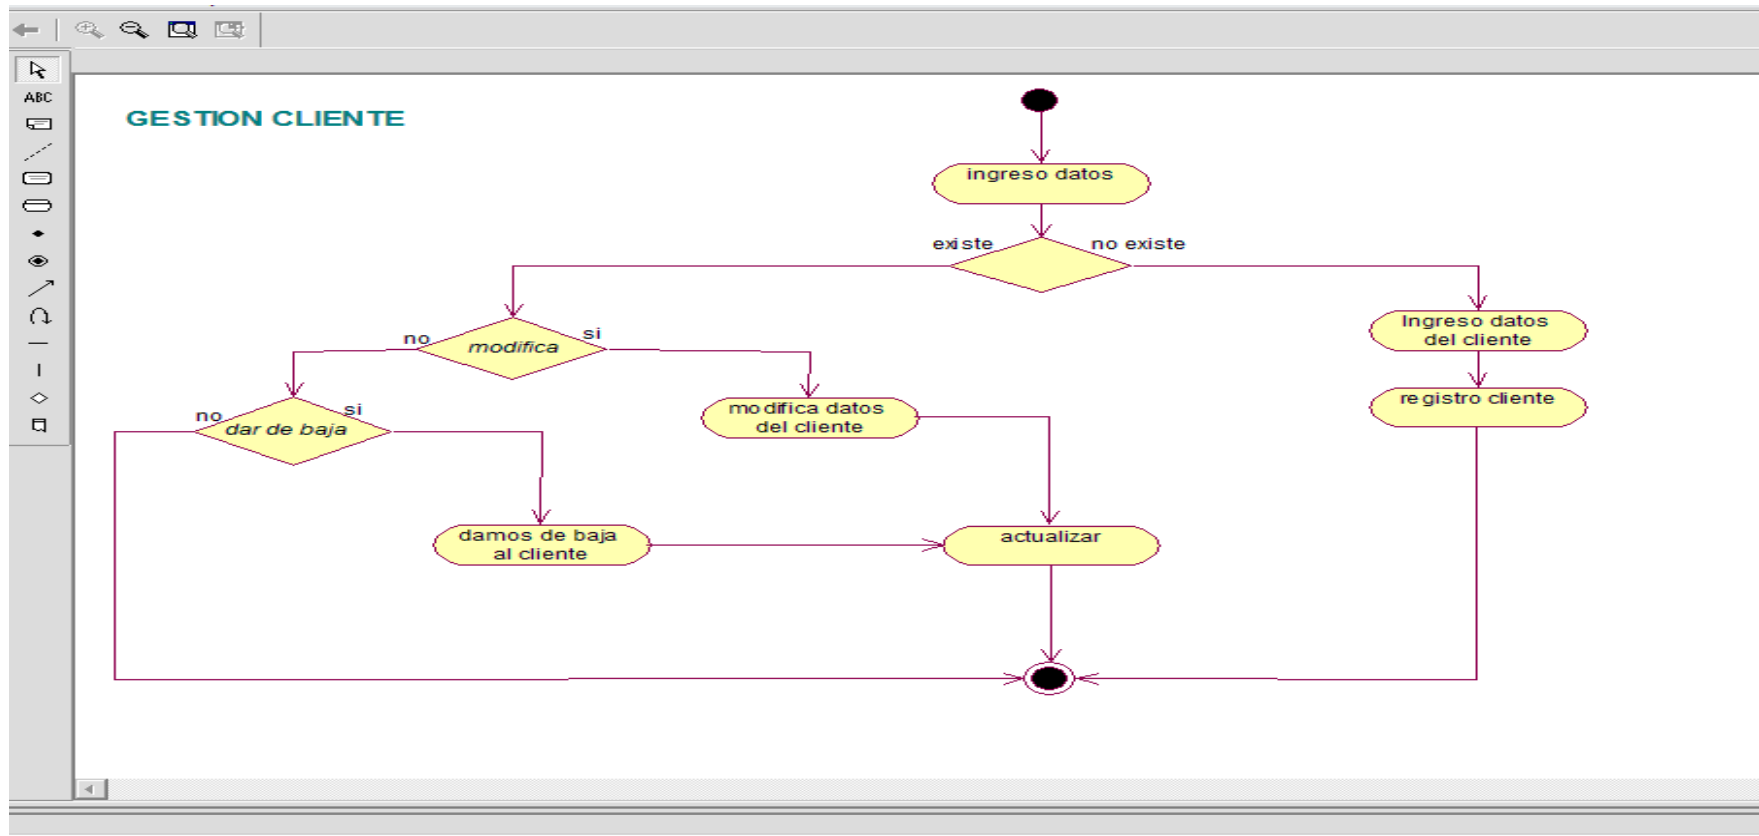 ABC
GESTION CLIENTE
ingreso datos
existe
no existe
no
modifica
si
Ingreso datos
del cliente
no
dar de baja
si
modifica datos
del cliente
registro cliente
damos de baja
al cliente
actualizar